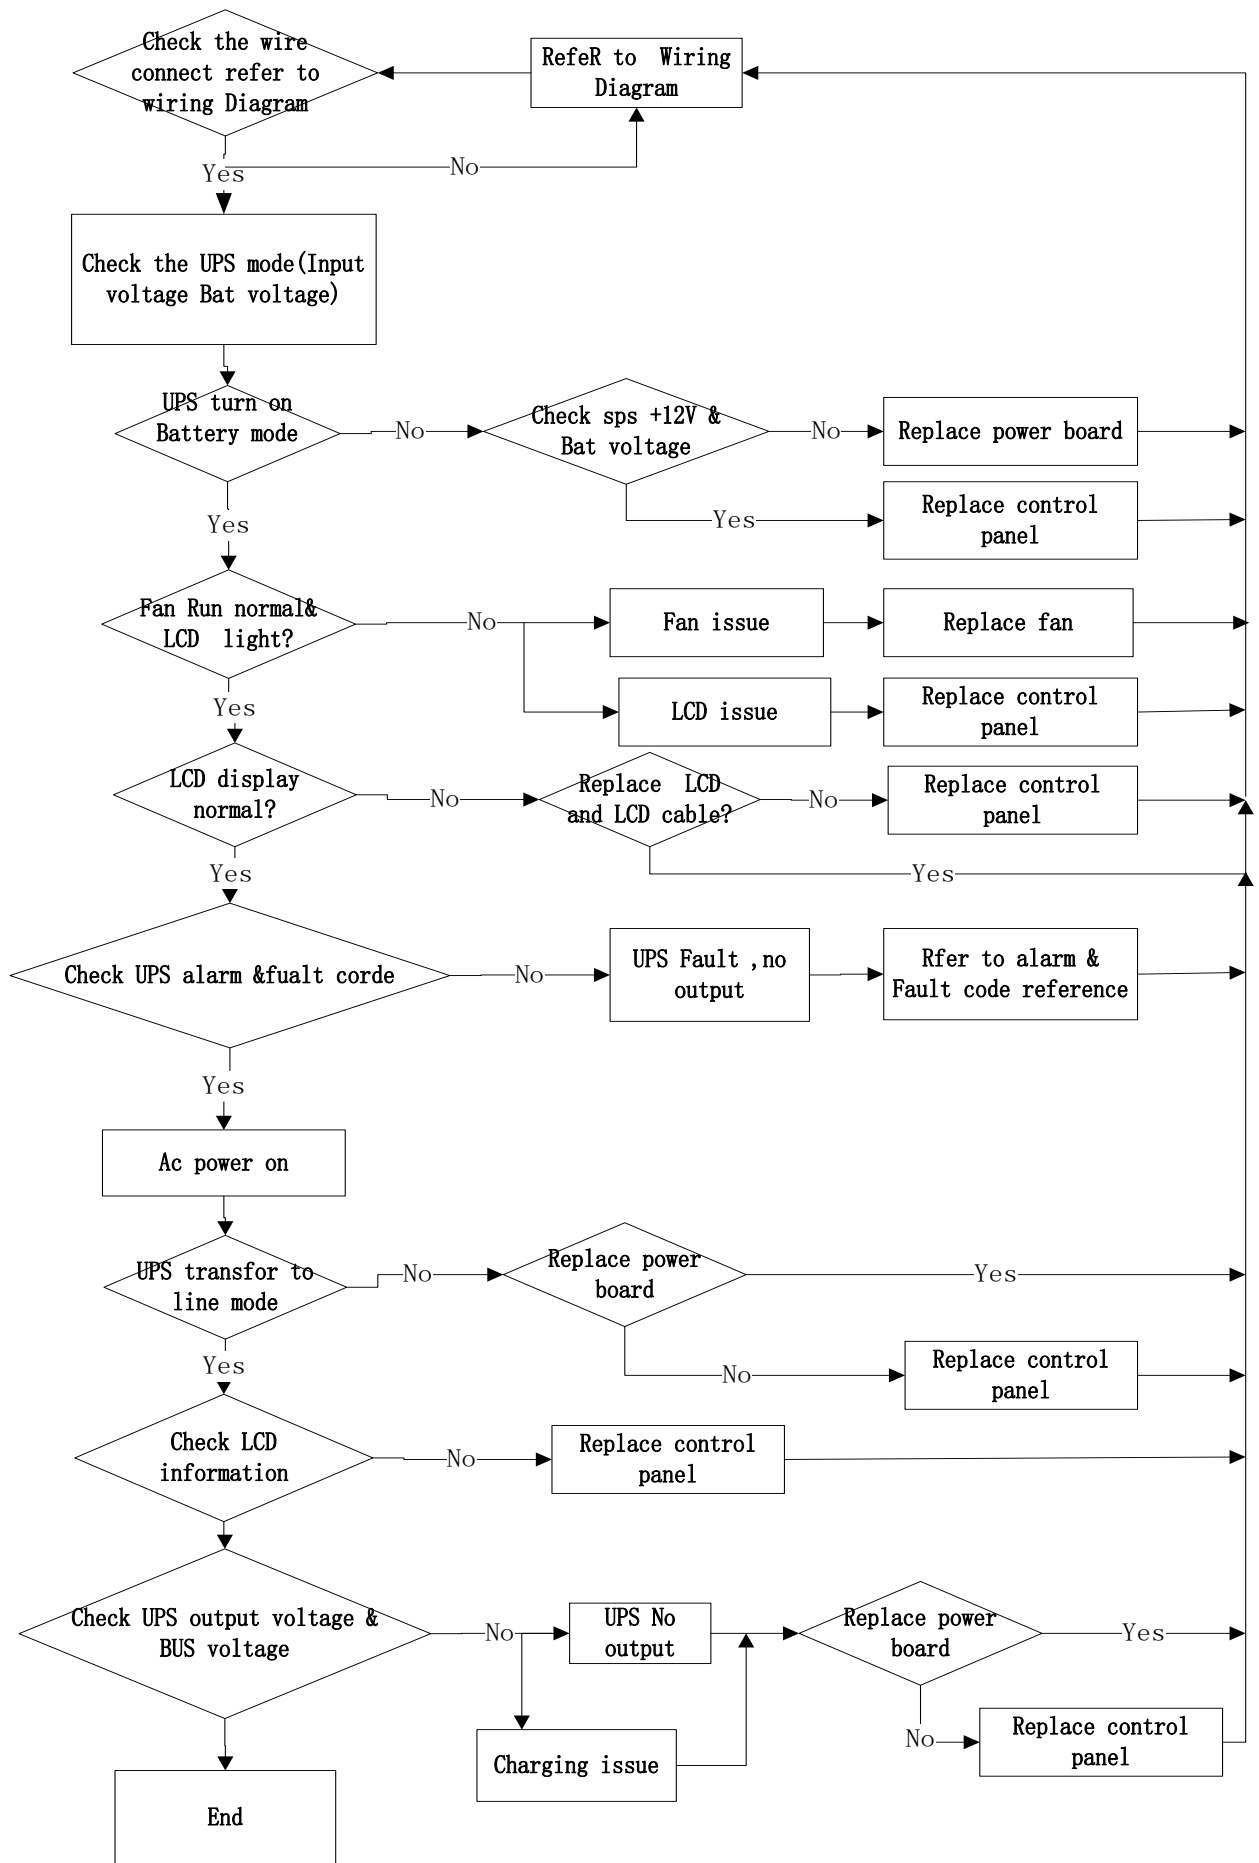 Check the wire
connect refer to
wiring Diagram
RefeR to  Wiring
Diagram
Yes
No
Check the UPS mode(Input
voltage Bat voltage)
UPS turn on
Battery mode
No
Check sps +12V &
Bat voltage
No
Replace power board
Yes
Yes
Replace control
panel
Fan Run normal&
LCD  light?
No
Fan issue
Replace fan
Yes
LCD issue
Replace control
panel
LCD display
normal?
No
Replace  LCD
and LCD cable?
No
Replace control
panel
Yes
Yes
Check UPS alarm &fualt corde
No
UPS Fault ,no
output
Rfer to alarm &
Fault code reference
Yes
Ac power on
UPS transfor to
line mode
No
Replace power
board
Yes
Yes
No
Replace control
panel
Check LCD
information
No
Replace control
panel
Check UPS output voltage &
BUS voltage
No
UPS No
output
Replace power
board
Yes
Charging issue
No
Replace control
panel
End